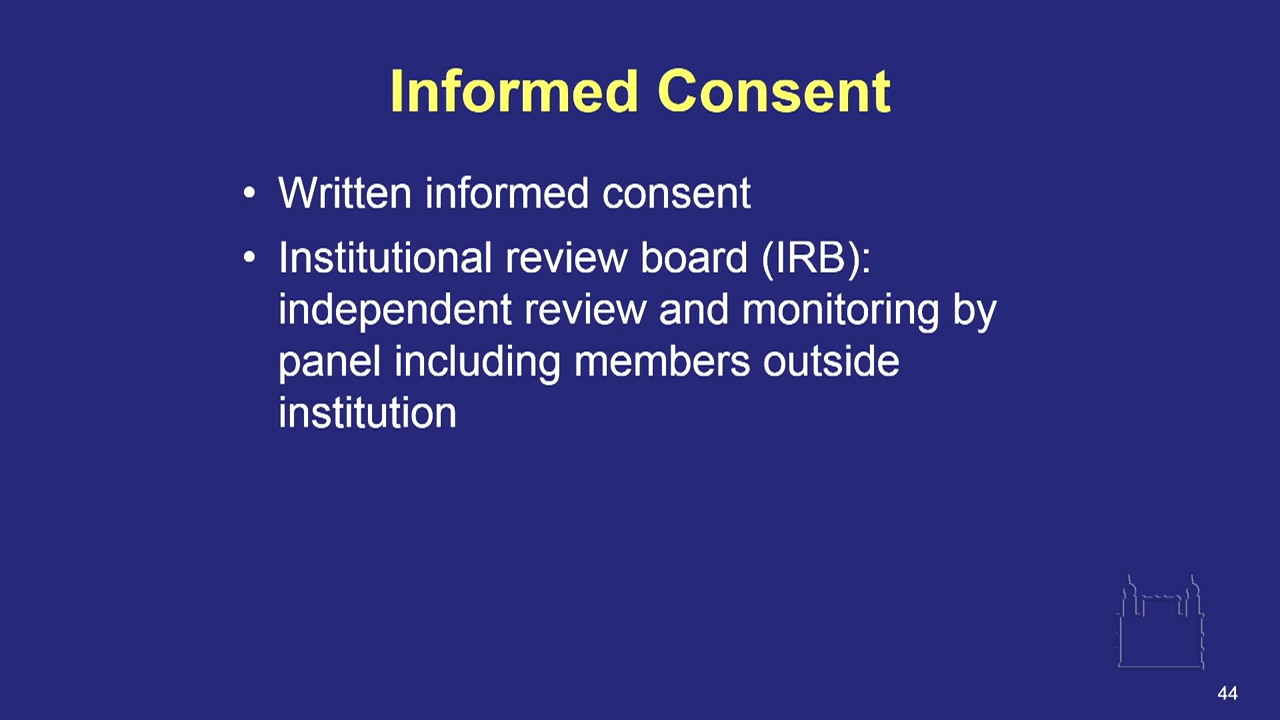 Informed Consent
• Written informed consent
• Institutional review board (IRB):
independent review and monitoring by
panel including members outside
institution
44